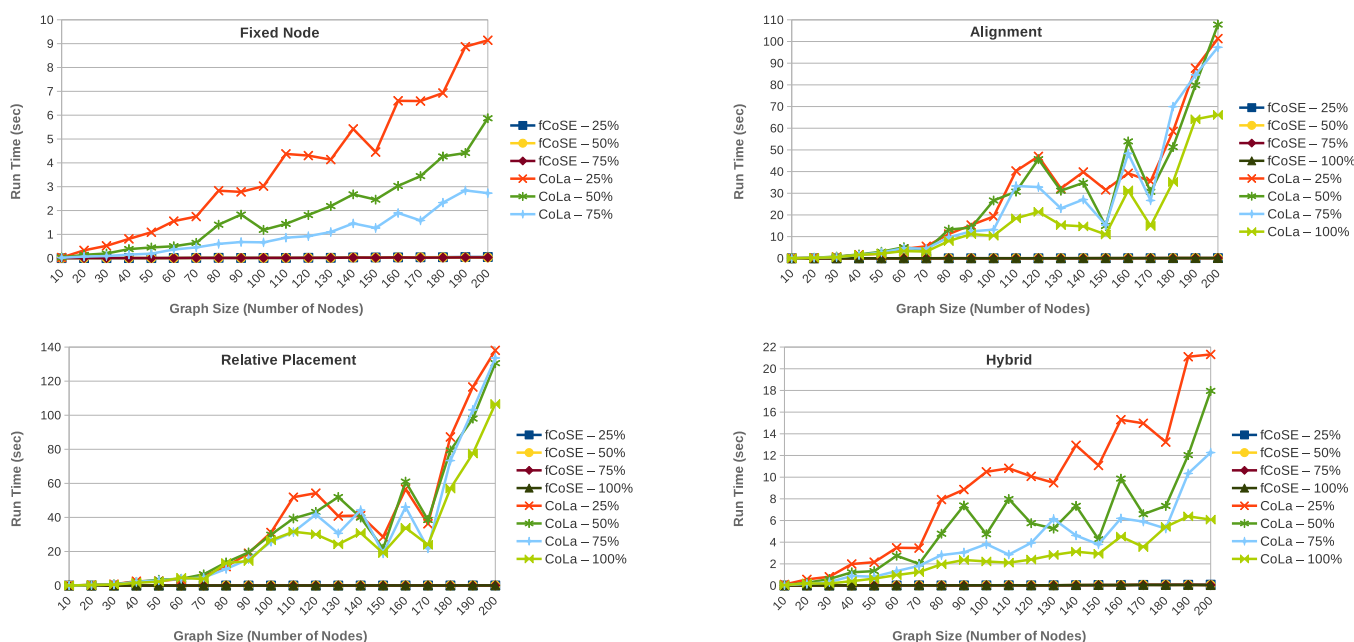 Fixed Node
Run Time (sec)
10
9
8
7
6
5
4
3
2
1
0
10 20 30 40 50 60 70 80 90 100 110 120 130 140 150 160 170 180 190 200
Graph Size (Number of Nodes)
fCoSE – 25%
fCoSE – 50%
fCoSE – 75%
CoLa – 25%
CoLa – 50%
CoLa – 75%
Alignment
Run Time (sec)
110
100
90
80
70
60
50
40
30
20
10
0
10 20 30 40 50 60 70 80 90 100 110 120 130 140 150 160 170 180 190 200
Graph Size (Number of Nodes)
fCoSE – 25%
fCoSE – 50%
fCoSE – 75%
fCoSE – 100%
CoLa – 25%
CoLa – 50%
CoLa – 75%
CoLa – 100%
Relative Placement
Run Time (sec)
140
120
100
80
60
40
20
0
10 20 30 40 50 60 70 80 90 100 110 120 130 140 150 160 170 180 190 200
Graph Size (Number of Nodes)
fCoSE – 25%
fCoSE – 50%
fCoSE – 75%
fCoSE – 100%
CoLa – 25%
CoLa – 50%
CoLa – 75%
CoLa – 100%
Hybrid
Run Time (sec)
22
20
18
16
14
12
10
8
6
4
2
0
10 20 30 40 50 60 70 80 90 100 110 120 130 140 150 160 170 180 190 200
Graph Size (Number of Nodes)
fCoSE – 25%
fCoSE – 50%
fCoSE – 75%
fCoSE – 100%
CoLa – 25%
CoLa – 50%
CoLa – 75%
CoLa – 100%